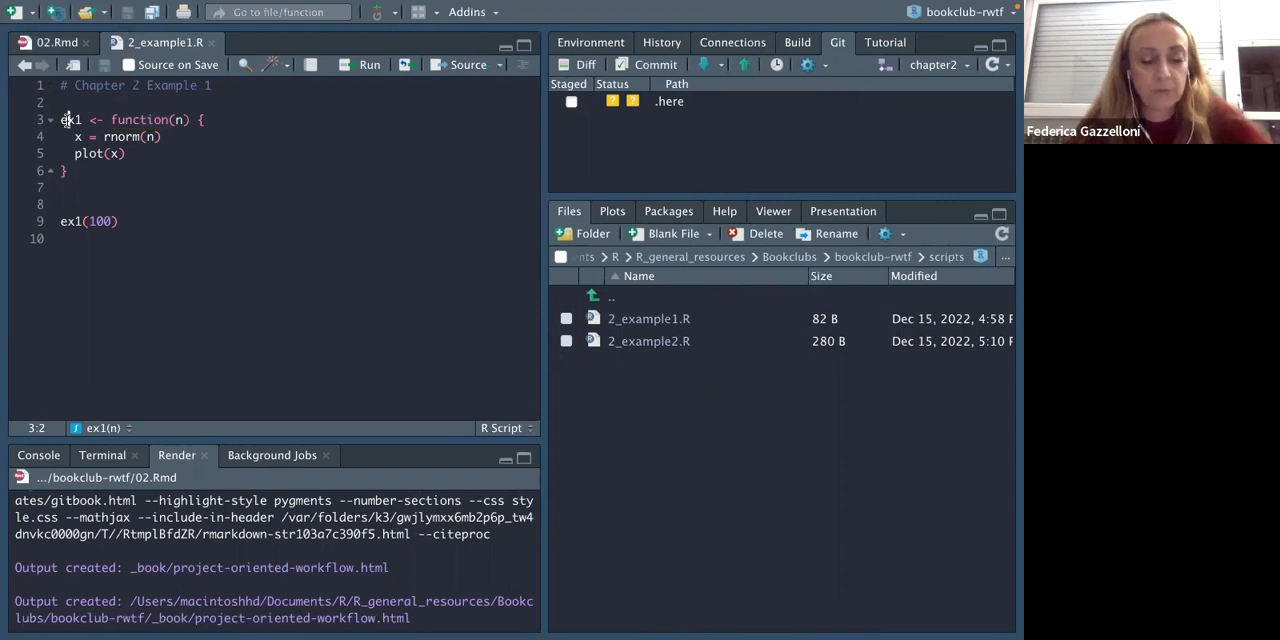 Go to file/function
Addins
bookclub-rwtf
02.Rmd
2_example1.R
Source on Save
Run
Source
1 # Chapter 2 Example 1
2
3 ex1 <- function(n) {
4 x = rnorm(n)
5 plot(x)
6 }
7
8
9 ex1(100)
10
3:2 ex1(n) R Script
Console Terminal Render Background Jobs
.../bookclub-rwtf/02.Rmd
ates/gitbook.html --highlight-style pygments --number-sections --css sty
le.css --mathjax --include-in-header /var/folders/k3/gwjlymxx6mb2p6p_tw4
dnvkc0000gn/T//RtmplBfdZR/rmarkdown-str103a7c390f5.html --citeproc
Output created: _book/project-oriented-workflow.html
Output created: /Users/macintoshhd/Documents/R/R_general_resources/Bookc
lubs/bookclub-rwtf/_book/project-oriented-workflow.html
Environment History Connections Build Git Tutorial
Diff Commit chapter2
Staged Status Path
.here
Files Plots Packages Help Viewer Presentation
Folder Blank File Delete Rename
nts R R_general_resources Bookclubs bookclub-rwtf scripts ...
Name Size Modified
..
2_example1.R 82 B Dec 15, 2022, 4:58 P
2_example2.R 280 B Dec 15, 2022, 5:10 P
Federica Gazzelloni